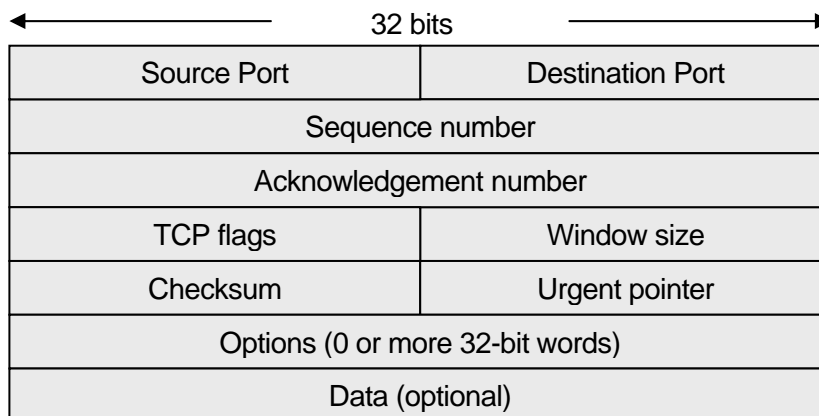 32 bits
Source Port Destination Port
Sequence number
Acknowledgement number
TCP flags Window size
Checksum Urgent pointer
Options (0 or more 32-bit words)
Data (optional)